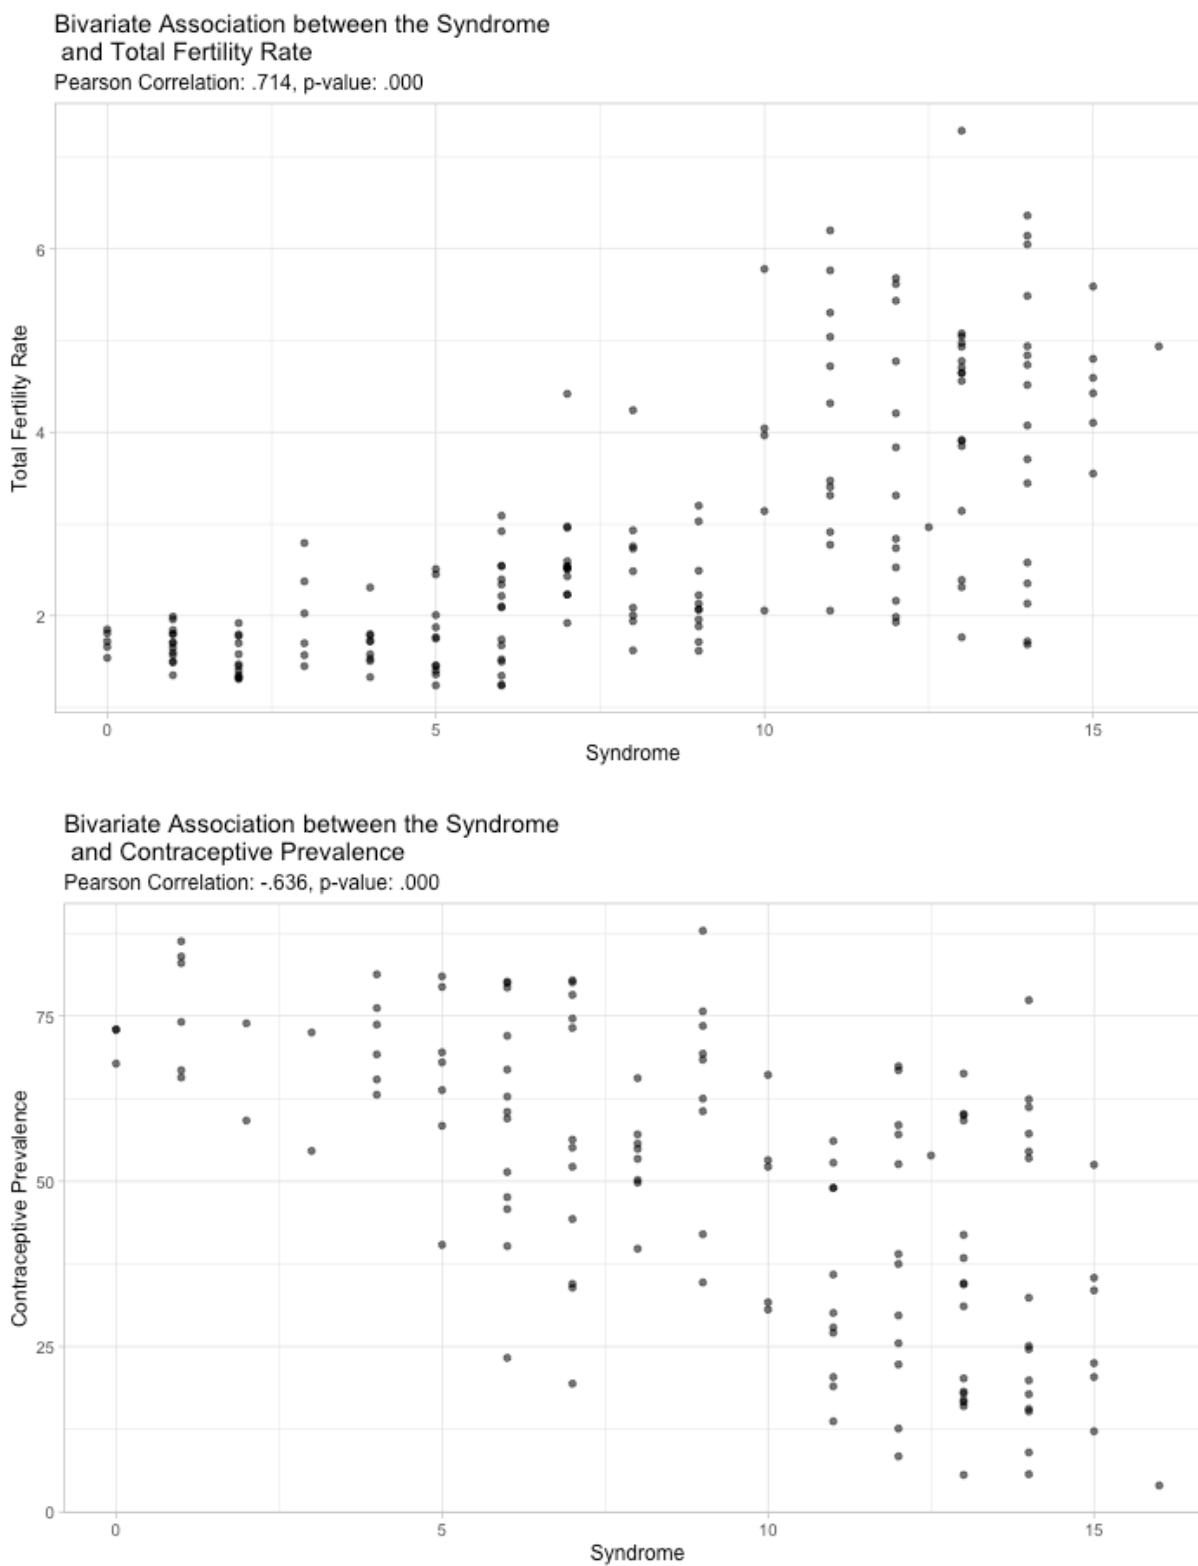 Bivariate Association between the Syndrome
and Total Fertility Rate
Pearson Correlation: .714, p-value: .000
Total Fertility Rate
6
4
2
0
5
10
15
Syndrome
Bivariate Association between the Syndrome
and Contraceptive Prevalence
Pearson Correlation: -.636, p-value: .000
Contraceptive Prevalence
75
50
25
0
0
5
10
15
Syndrome